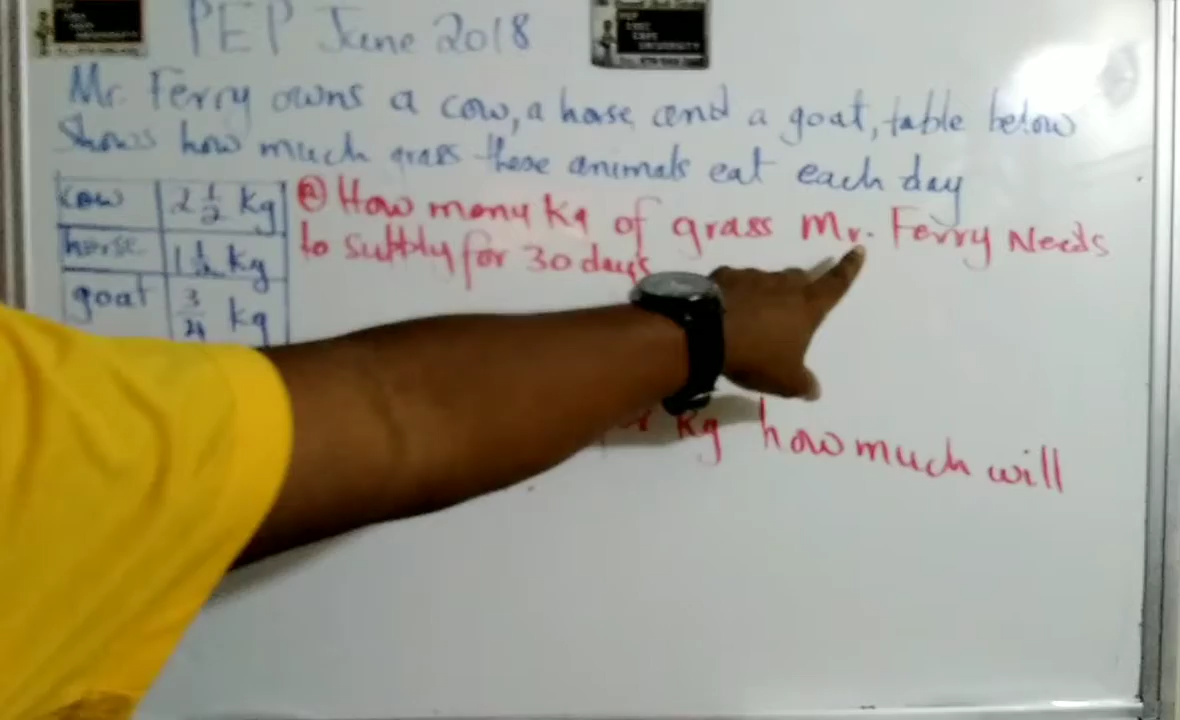 PEP June 2018
Mr. Ferry owns a cow, a horse and a goat, table below
Shows how much grass these animals eat each day
cow 2 1/2 kg
horse 1 1/2 kg
goat 3/4 kg
a How many kg of grass Mr. Ferry Needs
to supply for 30 days
per kg how much will